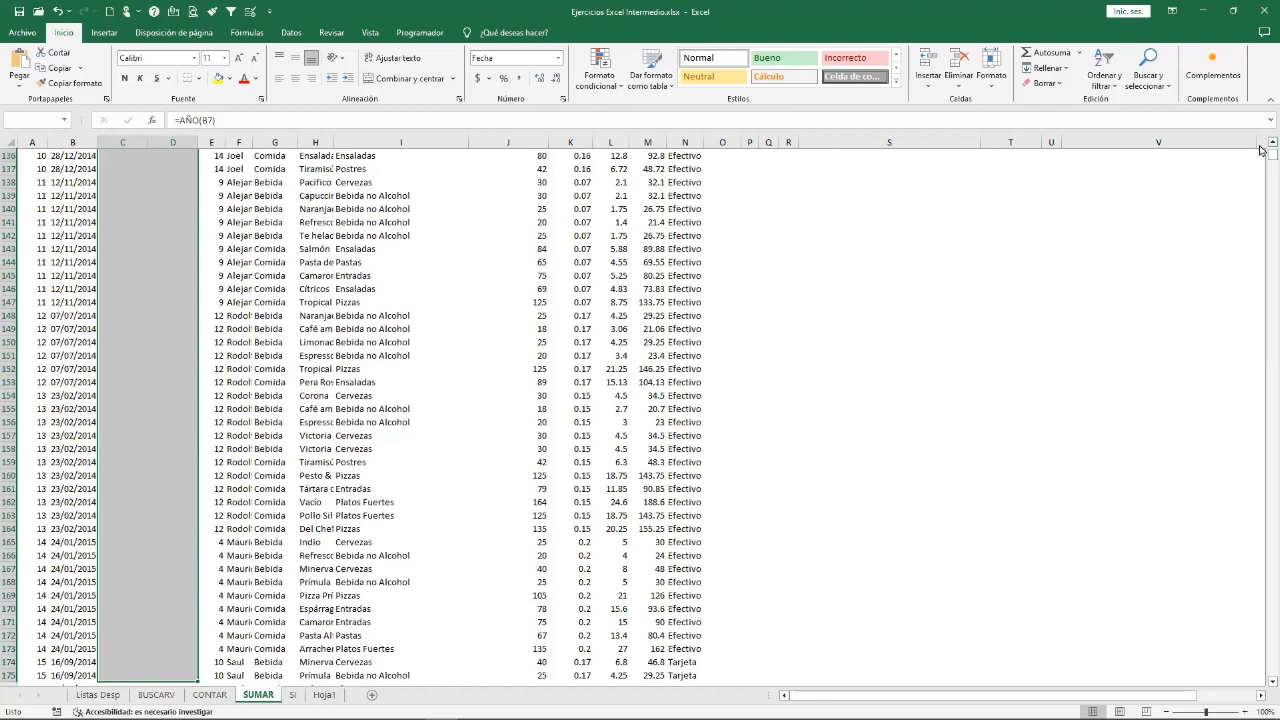 Ejercicios Excel Intermedio.xlsx - Excel
Inic. ses.
Archivo Inicio Insertar Disposición de página Fórmulas Datos Revisar Vista Programador ¿Qué deseas hacer?
Pegar
Cortar
Copiar
Copiar formato
Portapapeles
Calibri 11
N K S
Fuente
Ajustar texto
Combinar y centrar
Alineación
Fecha
$ % 000
Número
Formato condicional
Dar formato como tabla
Normal Bueno Incorrecto
Neutral Cálculo Celda de co...
Estilos
Insertar Eliminar Formato
Celdas
Autosuma
Rellenar
Borrar
Ordenar y filtrar
Buscar y seleccionar
Edición
Complementos
Complementos
fx =AÑO(B7)
A B C D E F G H I J K L M N O P Q R S T U V
136 10 28/12/2014 14 Joel Comida Ensalada Ensaladas 80 0.16 12.8 92.8 Efectivo
137 10 28/12/2014 14 Joel Comida Tiramisú Postres 42 0.16 6.72 48.72 Efectivo
138 11 12/11/2014 9 Alejar Bebida Pacifico Cervezas 30 0.07 2.1 32.1 Efectivo
139 11 12/11/2014 9 Alejar Bebida Capuccin Bebida no Alcohol 30 0.07 2.1 32.1 Efectivo
140 11 12/11/2014 9 Alejar Bebida Naranjac Bebida no Alcohol 25 0.07 1.75 26.75 Efectivo
141 11 12/11/2014 9 Alejar Bebida Refresco Bebida no Alcohol 20 0.07 1.4 21.4 Efectivo
142 11 12/11/2014 9 Alejar Bebida Te helac Bebida no Alcohol 25 0.07 1.75 26.75 Efectivo
143 11 12/11/2014 9 Alejar Comida Salmón Ensaladas 84 0.07 5.88 89.88 Efectivo
144 11 12/11/2014 9 Alejar Comida Pasta de Pastas 65 0.07 4.55 69.55 Efectivo
145 11 12/11/2014 9 Alejar Comida Camaron Entradas 75 0.07 5.25 80.25 Efectivo
146 11 12/11/2014 9 Alejar Comida Cítricos Ensaladas 69 0.07 4.83 73.83 Efectivo
147 11 12/11/2014 9 Alejar Comida Tropical Pizzas 125 0.07 8.75 133.75 Efectivo
148 12 07/07/2014 12 Rodol Bebida Naranjac Bebida no Alcohol 25 0.17 4.25 29.25 Efectivo
149 12 07/07/2014 12 Rodol Bebida Café am Bebida no Alcohol 18 0.17 3.06 21.06 Efectivo
150 12 07/07/2014 12 Rodol Bebida Limonac Bebida no Alcohol 25 0.17 4.25 29.25 Efectivo
151 12 07/07/2014 12 Rodol Bebida Espresso Bebida no Alcohol 20 0.17 3.4 23.4 Efectivo
152 12 07/07/2014 12 Rodol Comida Tropical Pizzas 125 0.17 21.25 146.25 Efectivo
153 12 07/07/2014 12 Rodol Comida Pera Ros Ensaladas 89 0.17 15.13 104.13 Efectivo
154 13 23/02/2014 12 Rodol Bebida Corona Cervezas 30 0.15 4.5 34.5 Efectivo
155 13 23/02/2014 12 Rodol Bebida Café am Bebida no Alcohol 18 0.15 2.7 20.7 Efectivo
156 13 23/02/2014 12 Rodol Bebida Espresso Bebida no Alcohol 20 0.15 3 23 Efectivo
157 13 23/02/2014 12 Rodol Bebida Victoria Cervezas 30 0.15 4.5 34.5 Efectivo
158 13 23/02/2014 12 Rodol Bebida Victoria Cervezas 30 0.15 4.5 34.5 Efectivo
159 13 23/02/2014 12 Rodol Comida Tiramisú Postres 42 0.15 6.3 48.3 Efectivo
160 13 23/02/2014 12 Rodol Comida Pesto & Pizzas 125 0.15 18.75 143.75 Efectivo
161 13 23/02/2014 12 Rodol Comida Tártara c Entradas 79 0.15 11.85 90.85 Efectivo
162 13 23/02/2014 12 Rodol Comida Vacío Platos Fuertes 164 0.15 24.6 188.6 Efectivo
163 13 23/02/2014 12 Rodol Comida Pollo Sil Platos Fuertes 125 0.15 18.75 143.75 Efectivo
164 13 23/02/2014 12 Rodol Comida Del Chef Pizzas 135 0.15 20.25 155.25 Efectivo
165 14 24/01/2015 4 Mauri Bebida Indio Cervezas 25 0.2 5 30 Efectivo
166 14 24/01/2015 4 Mauri Bebida Refresco Bebida no Alcohol 20 0.2 4 24 Efectivo
167 14 24/01/2015 4 Mauri Bebida Minerva Cervezas 40 0.2 8 48 Efectivo
168 14 24/01/2015 4 Mauri Bebida Prímula Bebida no Alcohol 25 0.2 5 30 Efectivo
169 14 24/01/2015 4 Mauri Comida Pizza Prí Pizzas 105 0.2 21 126 Efectivo
170 14 24/01/2015 4 Mauri Comida Espárrag Entradas 78 0.2 15.6 93.6 Efectivo
171 14 24/01/2015 4 Mauri Comida Camaron Entradas 75 0.2 15 90 Efectivo
172 14 24/01/2015 4 Mauri Comida Pasta Al Pastas 67 0.2 13.4 80.4 Efectivo
173 14 24/01/2015 4 Mauri Comida Arracher Platos Fuertes 135 0.2 27 162 Efectivo
174 15 16/09/2014 10 Saul Bebida Minerva Cervezas 40 0.17 6.8 46.8 Tarjeta
175 15 16/09/2014 10 Saul Bebida Prímula Bebida no Alcohol 25 0.17 4.25 29.25 Tarjeta
Listas Desp BUSCARV CONTAR SUMAR SI Hoja1
Listo Accesibilidad: es necesario investigar 100%